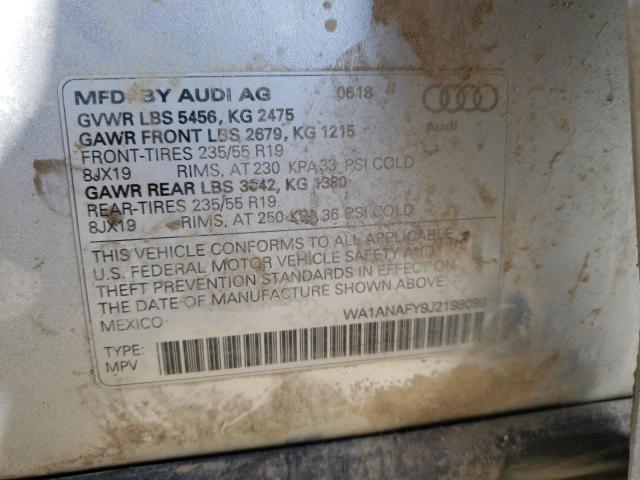 MFD. BY AUDI AG 0618
GVWR LBS 5456, KG 2475
GAWR FRONT LBS 2679, KG 1215
FRONT-TIRES 235/55 R19
8JX19 RIMS, AT 230 KPA 33 PSI COLD
GAWR REAR LBS 3042, KG 1380
REAR-TIRES 235/55 R19
8JX19 RIMS, AT 250 KPA 36 PSI COLD
Audi
THIS VEHICLE CONFORMS TO ALL APPLICABLE
U.S. FEDERAL MOTOR VEHICLE SAFETY AND
THEFT PREVENTION STANDARDS IN EFFECT ON
THE DATE OF MANUFACTURE SHOWN ABOVE.
MEXICO WA1ANAFY9J2198098
TYPE:
MPV